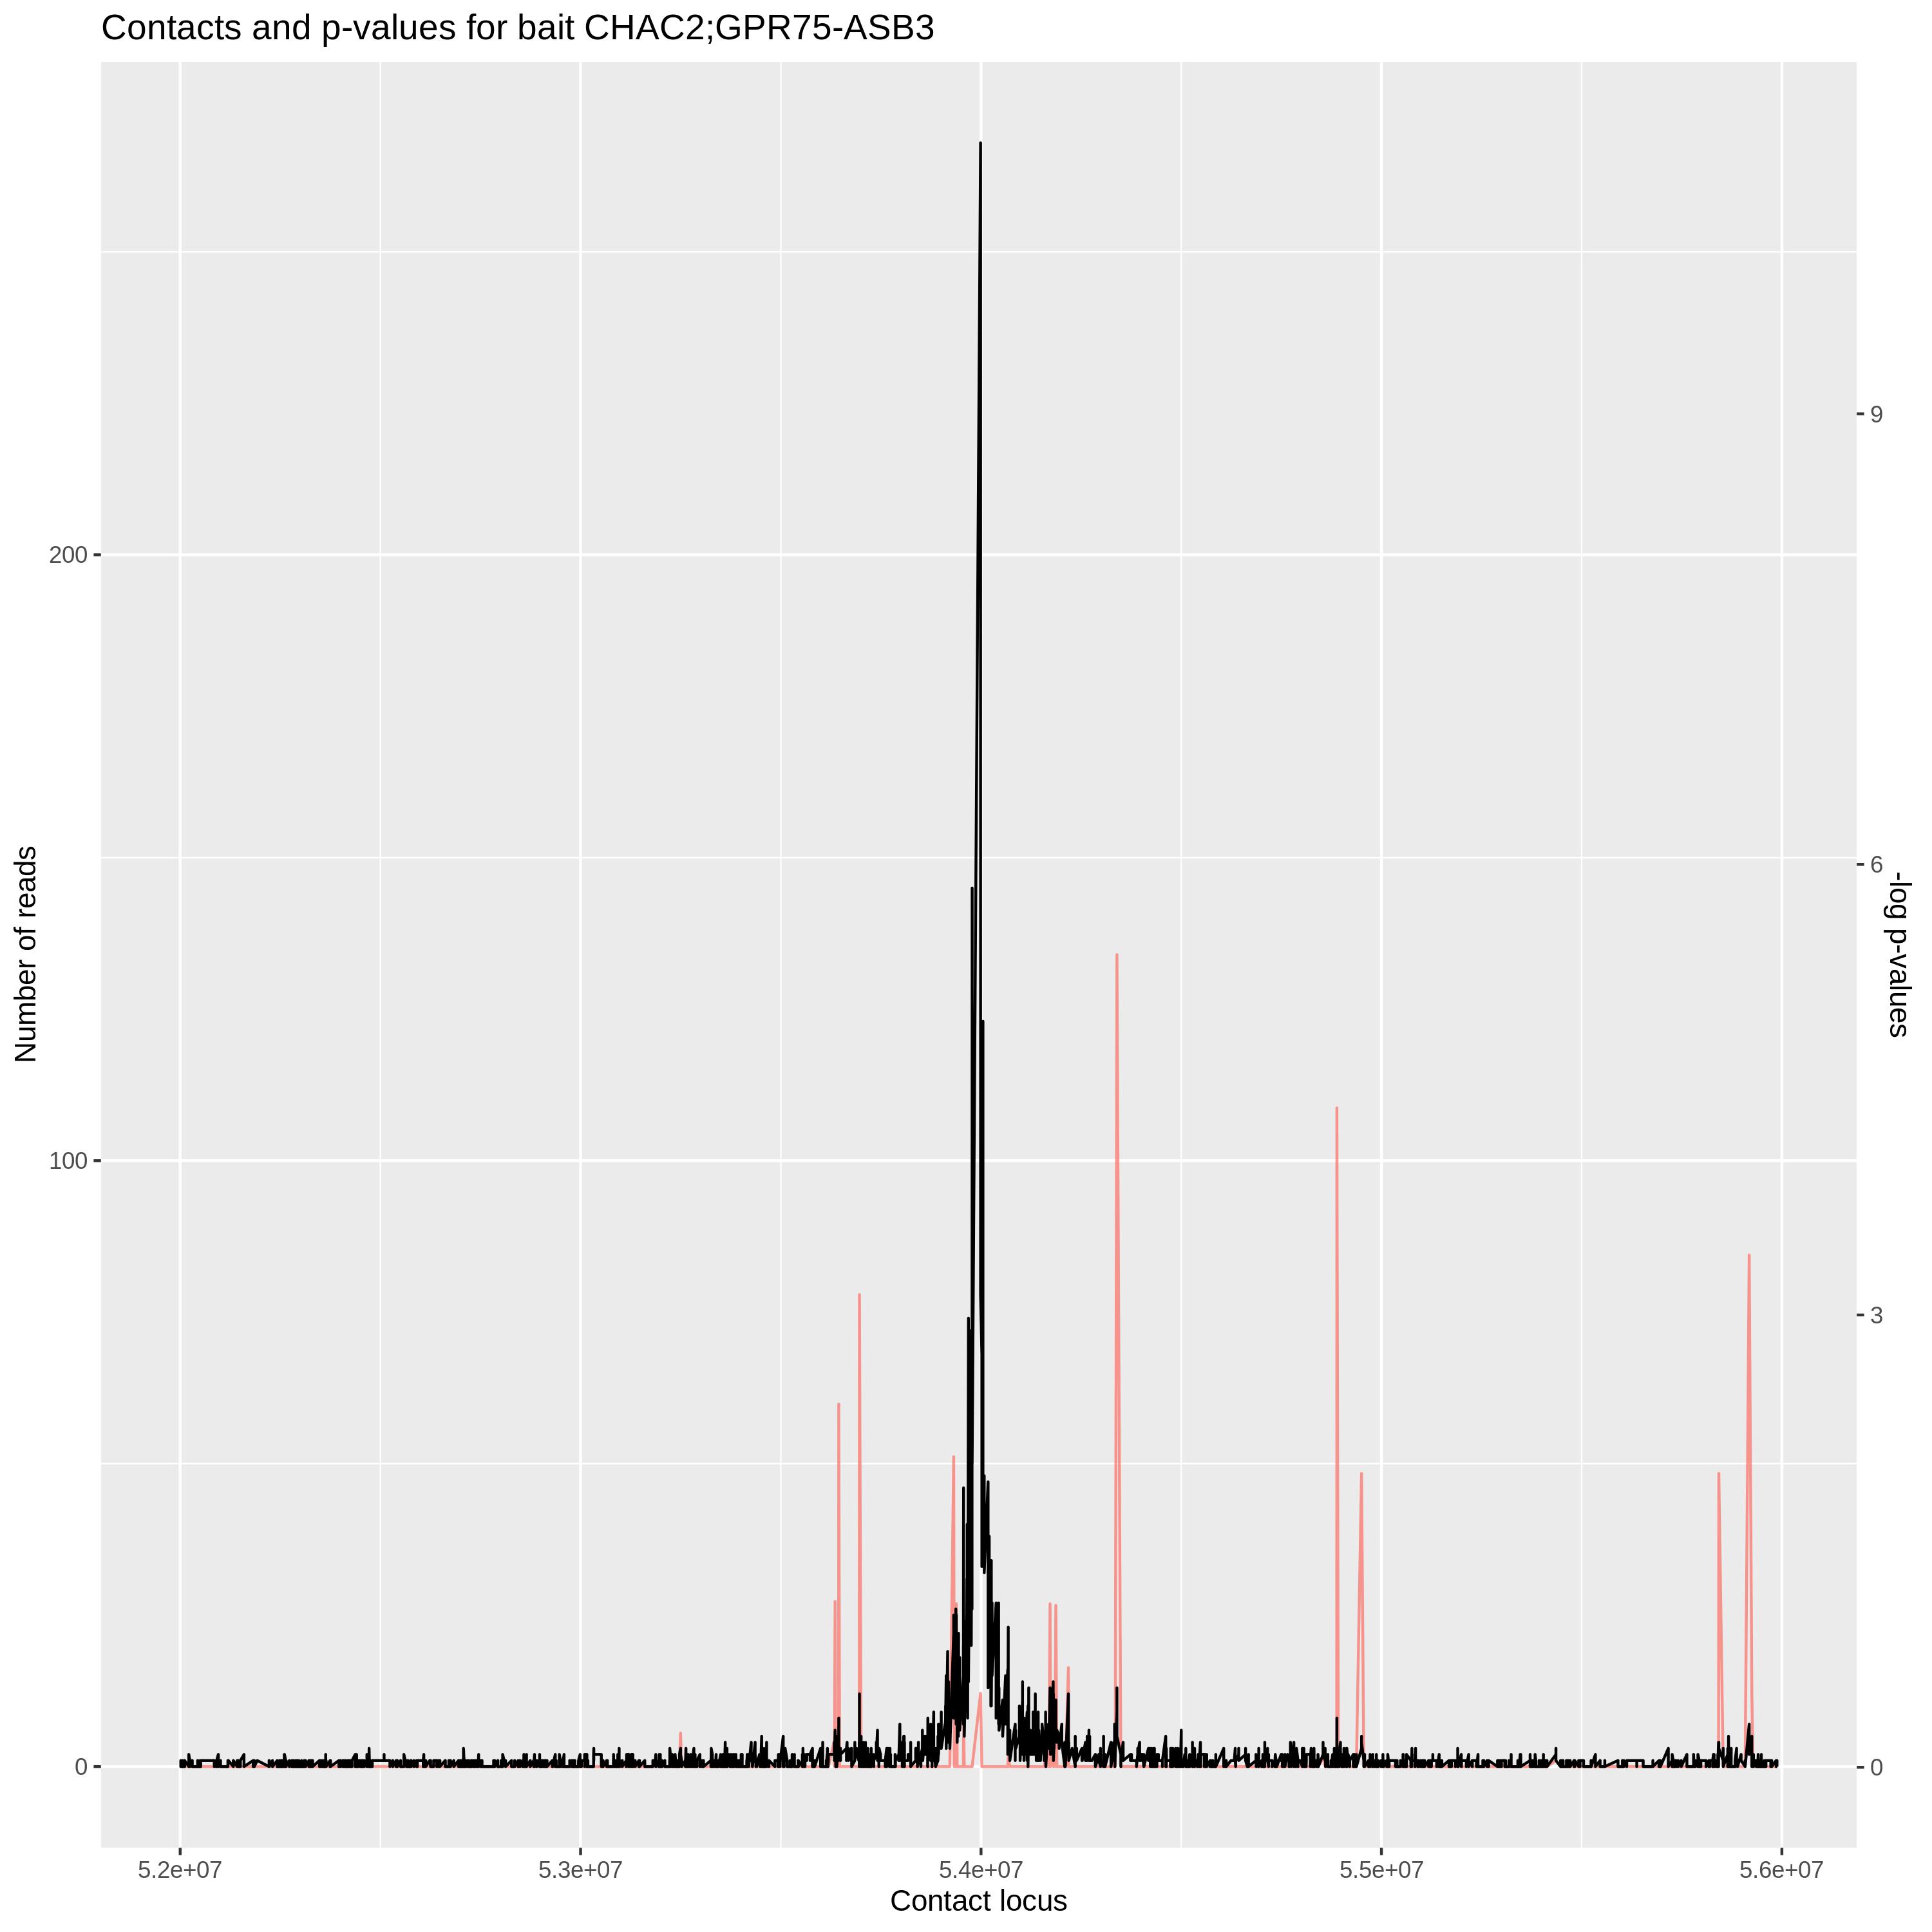 Contacts and p-values for bait CHAC2;GPR75-ASB3
200
100
0
Number of reads
9
6
3
0
-log p-values
5.2e+07 5.3e+07 5.4e+07 5.5e+07 5.6e+07
Contact locus